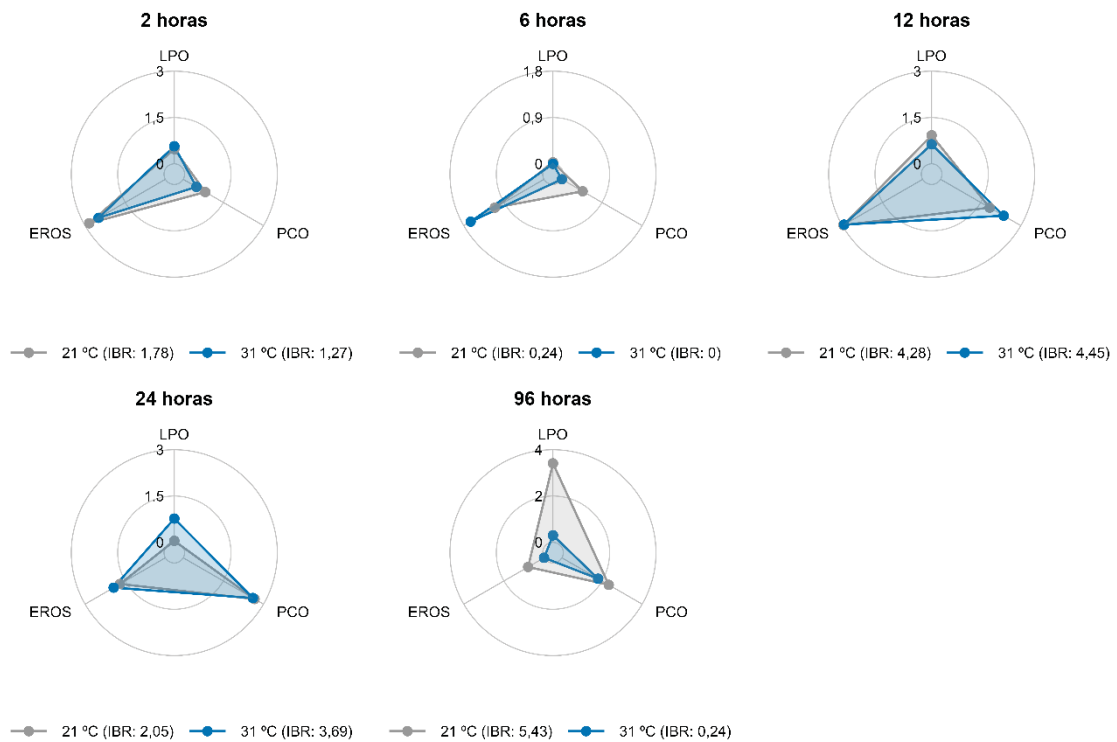 2 horas
6 horas
12 horas
LPO
3
1,5
0
EROS
PCO
LPO
1,8
0,9
0
EROS
PCO
LPO
3
1,5
0
EROS
PCO
21 ºC (IBR: 1,78) 31 ºC (IBR: 1,27)
21 ºC (IBR: 0,24) 31 ºC (IBR: 0)
21 ºC (IBR: 4,28) 31 ºC (IBR: 4,45)
24 horas
96 horas
LPO
3
1,5
0
EROS
PCO
LPO
4
2
0
EROS
PCO
21 ºC (IBR: 2,05) 31 ºC (IBR: 3,69)
21 ºC (IBR: 5,43) 31 ºC (IBR: 0,24)